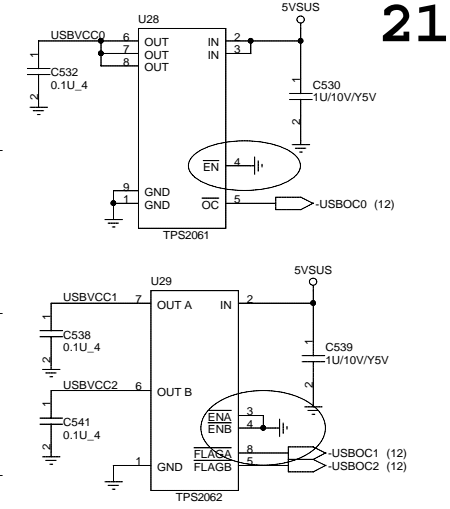 21
5VSUS
U28
USBVCC0 6 OUT IN 2
7 OUT IN 3
8 OUT
1
C532
0.1U_4
2
1
C530
1U/10V/Y5V
2
EN 4
9 GND
1 GND OC 5 -USBOC0 (12)
TPS2061
5VSUS
U29
USBVCC1 7 OUT A IN 2
1
C538
0.1U_4
2
1
C539
1U/10V/Y5V
2
USBVCC2 6 OUT B
1
C541
0.1U_4
2
ENA 3
ENB 4
FLAGA 8 -USBOC1 (12)
1 GND FLAGB 5 -USBOC2 (12)
TPS2062